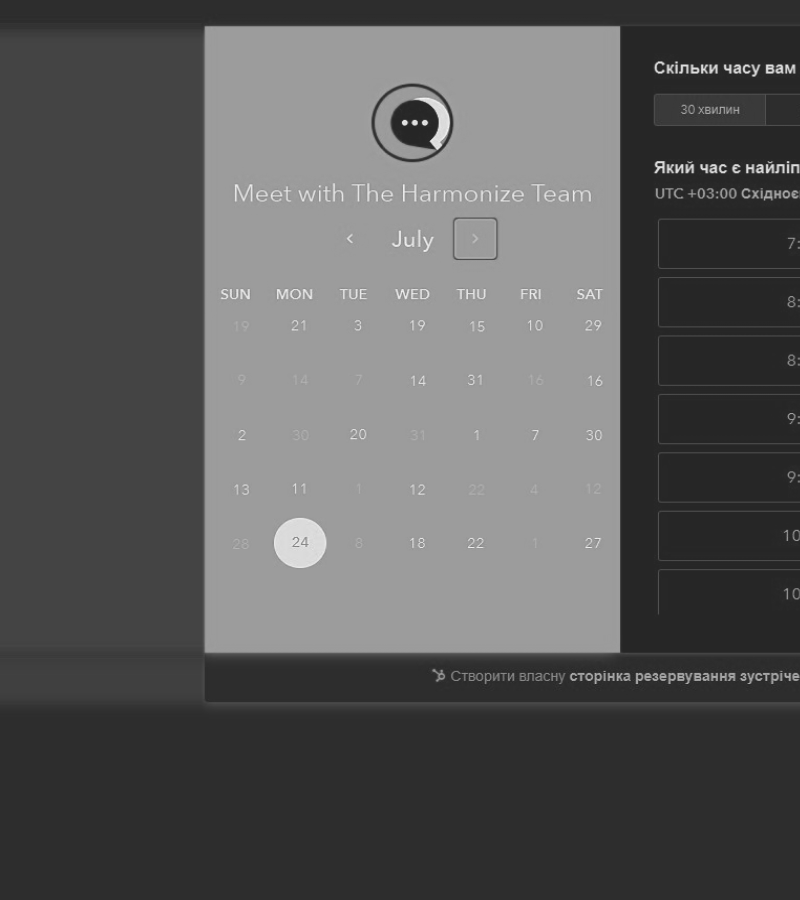 Meet with The Harmonize Team
July
SUN MON TUE WED THU FRI SAT
19 21 3 19 15 10 29
9 14 7 14 31 16 16
2 30 20 31 1 7 30
13 11 1 12 22 4 12
28 24 8 18 22 1 27
Скільки часу вам
30 хвилин
Який час є найліп
UTC +03:00 Східноє
7:
8:
8:
9:
9:
10
10
Створити власну сторінка резервування зустріче